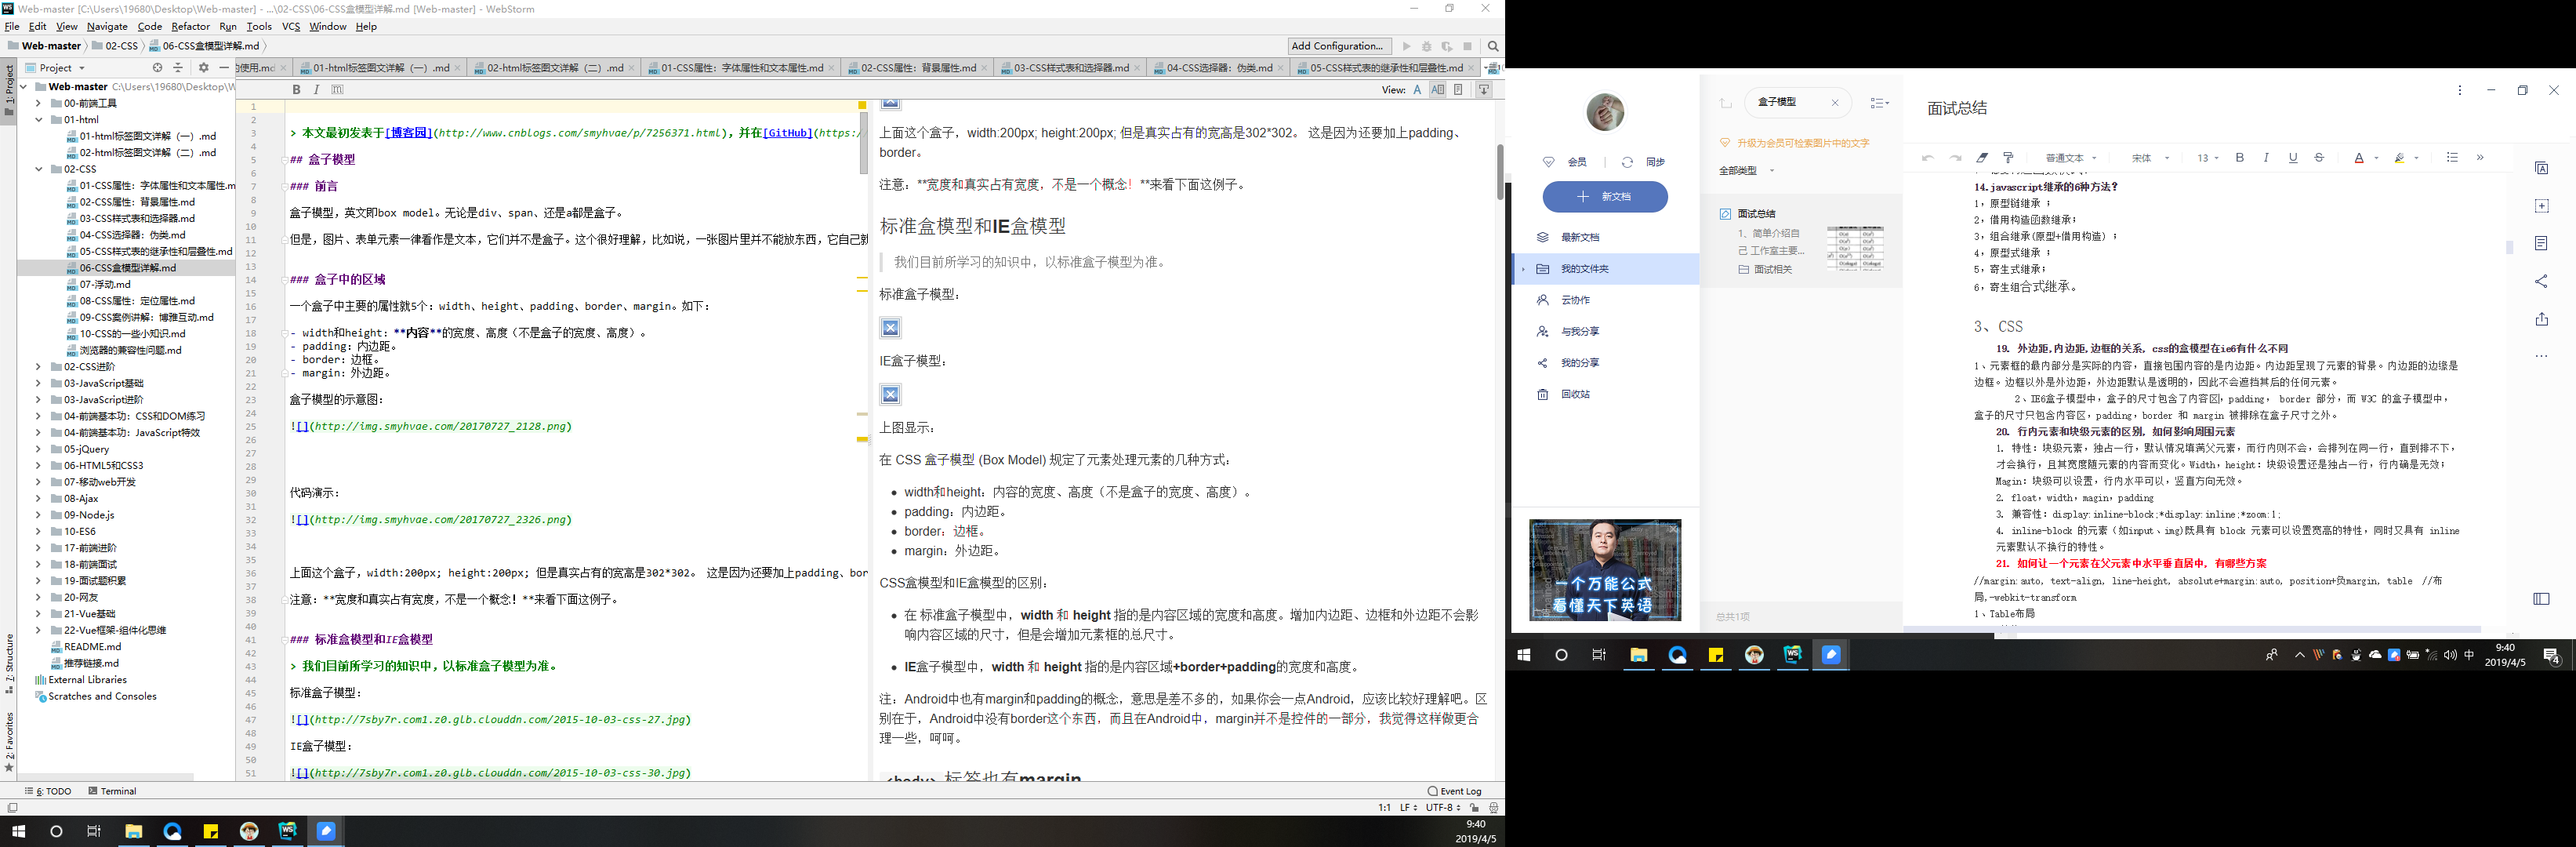 Web-master [C:\Users\19680\Desktop\Web-master] - ...\02-CSS\06-CSS盒模型详解.md [Web-master] - WebStorm
File Edit View Navigate Code Refactor Run Tools VCS Window Help
Web-master 02-CSS 06-CSS盒模型详解.md
Add Configuration...
1: Project
Project
的使用.md
01-html标签图文详解（一）.md
02-html标签图文详解（二）.md
01-CSS属性：字体属性和文本属性.md
02-CSS属性：背景属性.md
03-CSS样式表和选择器.md
04-CSS选择器：伪类.md
05-CSS样式表的继承性和层叠性.md
Web-master C:\Users\19680\Desktop\W
00-前端工具
01-html
01-html标签图文详解（一）.md
02-html标签图文详解（二）.md
02-CSS
01-CSS属性：字体属性和文本属性.m
02-CSS属性：背景属性.md
03-CSS样式表和选择器.md
04-CSS选择器：伪类.md
05-CSS样式表的继承性和层叠性.md
06-CSS盒模型详解.md
07-浮动.md
08-CSS属性：定位属性.md
09-CSS案例讲解：博雅互动.md
10-CSS的一些小知识.md
浏览器的兼容性问题.md
02-CSS进阶
03-JavaScript基础
03-JavaScript进阶
04-前端基本功：CSS和DOM练习
04-前端基本功：JavaScript特效
05-jQuery
06-HTML5和CSS3
07-移动web开发
08-Ajax
09-Node.js
10-ES6
17-前端进阶
18-前端面试
19-面试题积累
20-网友
21-Vue基础
22-Vue框架-组件化思维
README.md
推荐链接.md
External Libraries
Scratches and Consoles
7: Structure
2: Favorites
B I
View:
1
2
3 > 本文最初发表于[博客园](http://www.cnblogs.com/smyhvae/p/7256371.html)，并在[GitHub](https:/
4
5 ## 盒子模型
6
7 ### 前言
8
9 盒子模型，英文即box model。无论是div、span、还是a都是盒子。
10
11 但是，图片、表单元素一律看作是文本，它们并不是盒子。这个很好理解，比如说，一张图片里并不能放东西，它自己就
12
13
14 ### 盒子中的区域
15
16 一个盒子中主要的属性就5个：width、height、padding、border、margin。如下：
17
18 - width和height：**内容**的宽度、高度（不是盒子的宽度、高度）。
19 - padding：内边距。
20 - border：边框。
21 - margin：外边距。
22
23 盒子模型的示意图：
24
25 ![](http://img.smyhvae.com/20170727_2128.png)
26
27
28
29
30 代码演示：
31
32 ![](http://img.smyhvae.com/20170727_2326.png)
33
34
35
36 上面这个盒子，width:200px; height:200px; 但是真实占有的宽高是302*302。 这是因为还要加上padding、bor
37
38 注意：**宽度和真实占有宽度，不是一个概念！**来看下面这例子。
39
40
41 ### 标准盒模型和IE盒模型
42
43 > 我们目前所学习的知识中，以标准盒子模型为准。
44
45 标准盒子模型：
46
47 ![](http://7sby7r.com1.z0.glb.clouddn.com/2015-10-03-css-27.jpg)
48
49 IE盒子模型：
50
51 ![](http://7sby7r.com1.z0.glb.clouddn.com/2015-10-03-css-30.jpg)
上面这个盒子，width:200px; height:200px; 但是真实占有的宽高是302*302。 这是因为还要加上padding、
border。
注意：**宽度和真实占有宽度，不是一个概念！**来看下面这例子。
标准盒模型和IE盒模型
我们目前所学习的知识中，以标准盒子模型为准。
标准盒子模型：
IE盒子模型：
上图显示：
在 CSS 盒子模型 (Box Model) 规定了元素处理元素的几种方式：
• width和height：内容的宽度、高度（不是盒子的宽度、高度）。
• padding：内边距。
• border：边框。
• margin：外边距。
CSS盒模型和IE盒模型的区别：
• 在 标准盒子模型中，width 和 height 指的是内容区域的宽度和高度。增加内边距、边框和外边距不会影
响内容区域的尺寸，但是会增加元素框的总尺寸。
• IE盒子模型中，width 和 height 指的是内容区域+border+padding的宽度和高度。
注：Android中也有margin和padding的概念，意思是差不多的，如果你会一点Android，应该比较好理解吧。区
别在于，Android中没有border这个东西，而且在Android中，margin并不是控件的一部分，我觉得这样做更合
理一些，呵呵。
<body> 标签也有margin
6: TODO Terminal
Event Log
1:1 LF UTF-8
9:40
2019/4/5
会员 | 同步
新文档
最新文档
我的文件夹
云协作
与我分享
我的分享
回收站
一个万能公式
看懂天下英语
盒子模型
升级为会员可检索图片中的文字
全部类型
面试总结
1、简单介绍自
己 工作室主要...
面试相关
总共1项
面试总结
普通文本 宋体 13 B I U S A
14.javascript继承的6种方法?
1，原型链继承 ；
2，借用构造函数继承；
3，组合继承(原型+借用构造) ；
4，原型式继承 ；
5，寄生式继承；
6，寄生组合式继承。
3、CSS
19. 外边距,内边距,边框的关系, css的盒模型在ie6有什么不同
1、元素框的最内部分是实际的内容，直接包围内容的是内边距。内边距呈现了元素的背景。内边距的边缘是
边框。边框以外是外边距，外边距默认是透明的，因此不会遮挡其后的任何元素。
2、IE6盒子模型中，盒子的尺寸包含了内容区，padding， border 部分，而 W3C 的盒子模型中，
盒子的尺寸只包含内容区，padding，border 和 margin 被排除在盒子尺寸之外。
20. 行内元素和块级元素的区别, 如何影响周围元素
1. 特性：块级元素，独占一行，默认情况填满父元素，而行内则不会，会排列在同一行，直到排不下，
才会换行，且其宽度随元素的内容而变化。Width，height：块级设置还是独占一行，行内确是无效；
Magin：块级可以设置，行内水平可以，竖直方向无效。
2. float，width，magin，padding
3. 兼容性：display:inline-block;*display:inline;*zoom:1;
4. inline-block 的元素（如input、img)既具有 block 元素可以设置宽高的特性，同时又具有 inline
元素默认不换行的特性。
21. 如何让一个元素在父元素中水平垂直居中, 有哪些方案
//margin:auto, text-align, line-height, absolute+margin:auto, position+负margin, table //布
局,-webkit-transform
1、Table布局
中
9:40
2019/4/5
4